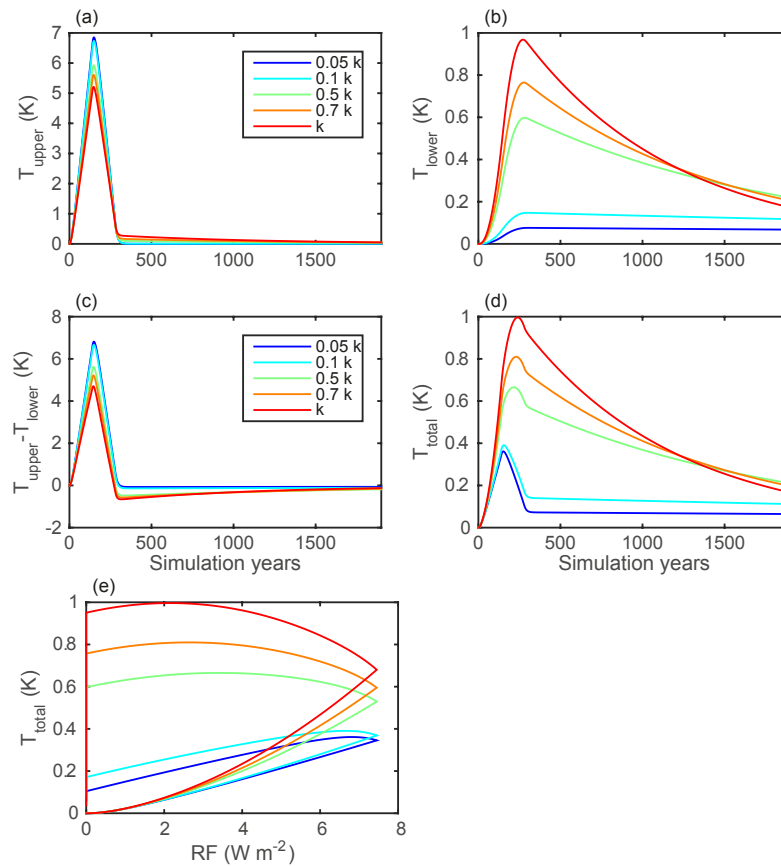 (a)
7
6
5
4
3
2
1
0
T_upper (K)
0 500 1000 1500
0.05 k
0.1 k
0.5 k
0.7 k
k
(b)
1
0.8
0.6
0.4
0.2
0
T_lower (K)
0 500 1000 1500
(c)
8
6
4
2
0
-2
T_upper-T_lower (K)
0 500 1000 1500
Simulation years
0.05 k
0.1 k
0.5 k
0.7 k
k
(d)
1
0.8
0.6
0.4
0.2
0
T_total (K)
0 500 1000 1500
Simulation years
(e)
1
0.8
0.6
0.4
0.2
0
T_total (K)
0 2 4 6 8
RF (W m⁻²)